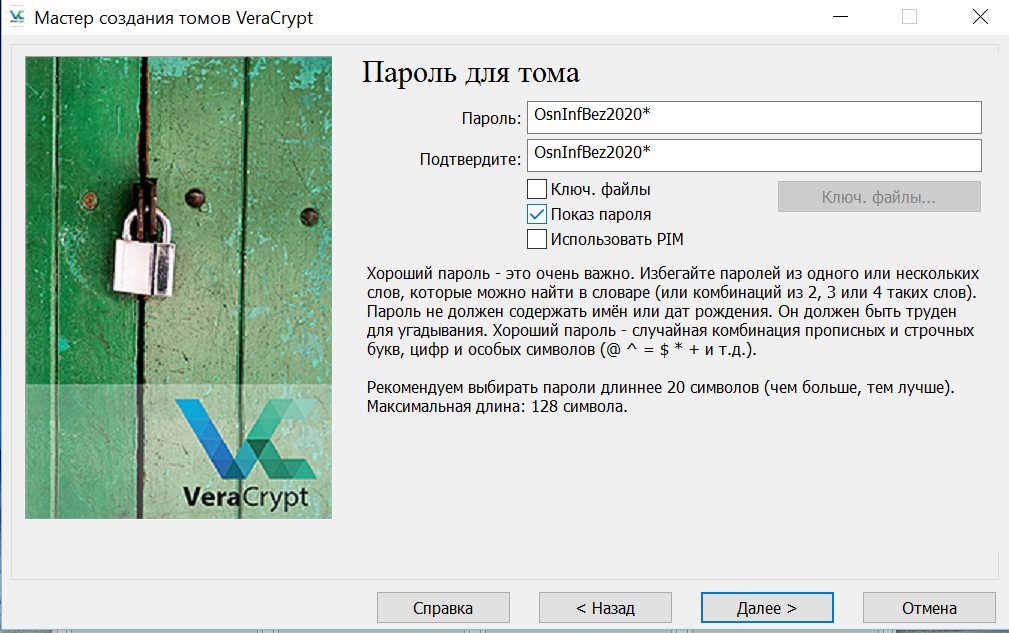 Мастер создания томов VeraCrypt
Пароль для тома
Пароль: OsnInfBez2020*
Подтвердите: OsnInfBez2020*
Ключ. файлы
Ключ. файлы...
Показ пароля
Использовать PIM
Хороший пароль - это очень важно. Избегайте паролей из одного или нескольких
слов, которые можно найти в словаре (или комбинаций из 2, 3 или 4 таких слов).
Пароль не должен содержать имён или дат рождения. Он должен быть труден
для угадывания. Хороший пароль - случайная комбинация прописных и строчных
букв, цифр и особых символов (@ ^ = $ * + и т.д.).
Рекомендуем выбирать пароли длиннее 20 символов (чем больше, тем лучше).
Максимальная длина: 128 символа.
VeraCrypt
Справка
< Назад
Далее >
Отмена